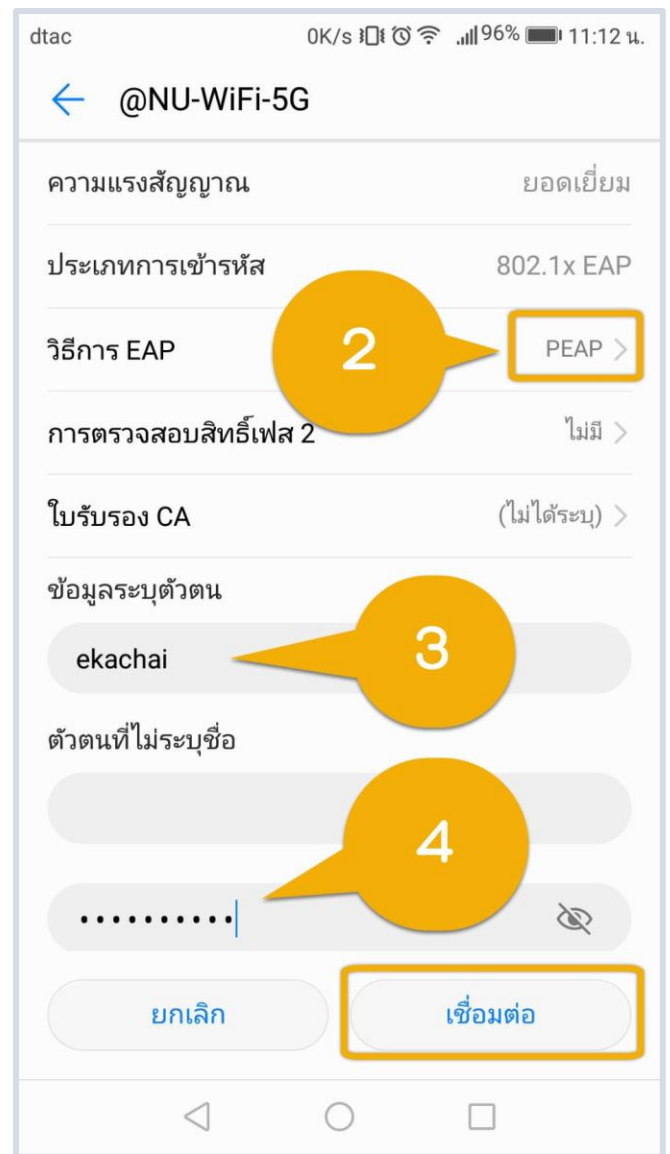 dtac 0K/s 96% 11:12 น.
@NU-WiFi-5G
ความแรงสัญญาณ ยอดเยี่ยม
ประเภทการเข้ารหัส 802.1x EAP
วิธีการ EAP 2 PEAP
การตรวจสอบสิทธิ์เฟส 2 ไม่มี
ใบรับรอง CA (ไม่ได้ระบุ)
ข้อมูลระบุตัวตน
ekachai 3
ตัวตนที่ไม่ระบุชื่อ
4
••••••••••
ยกเลิก เชื่อมต่อ